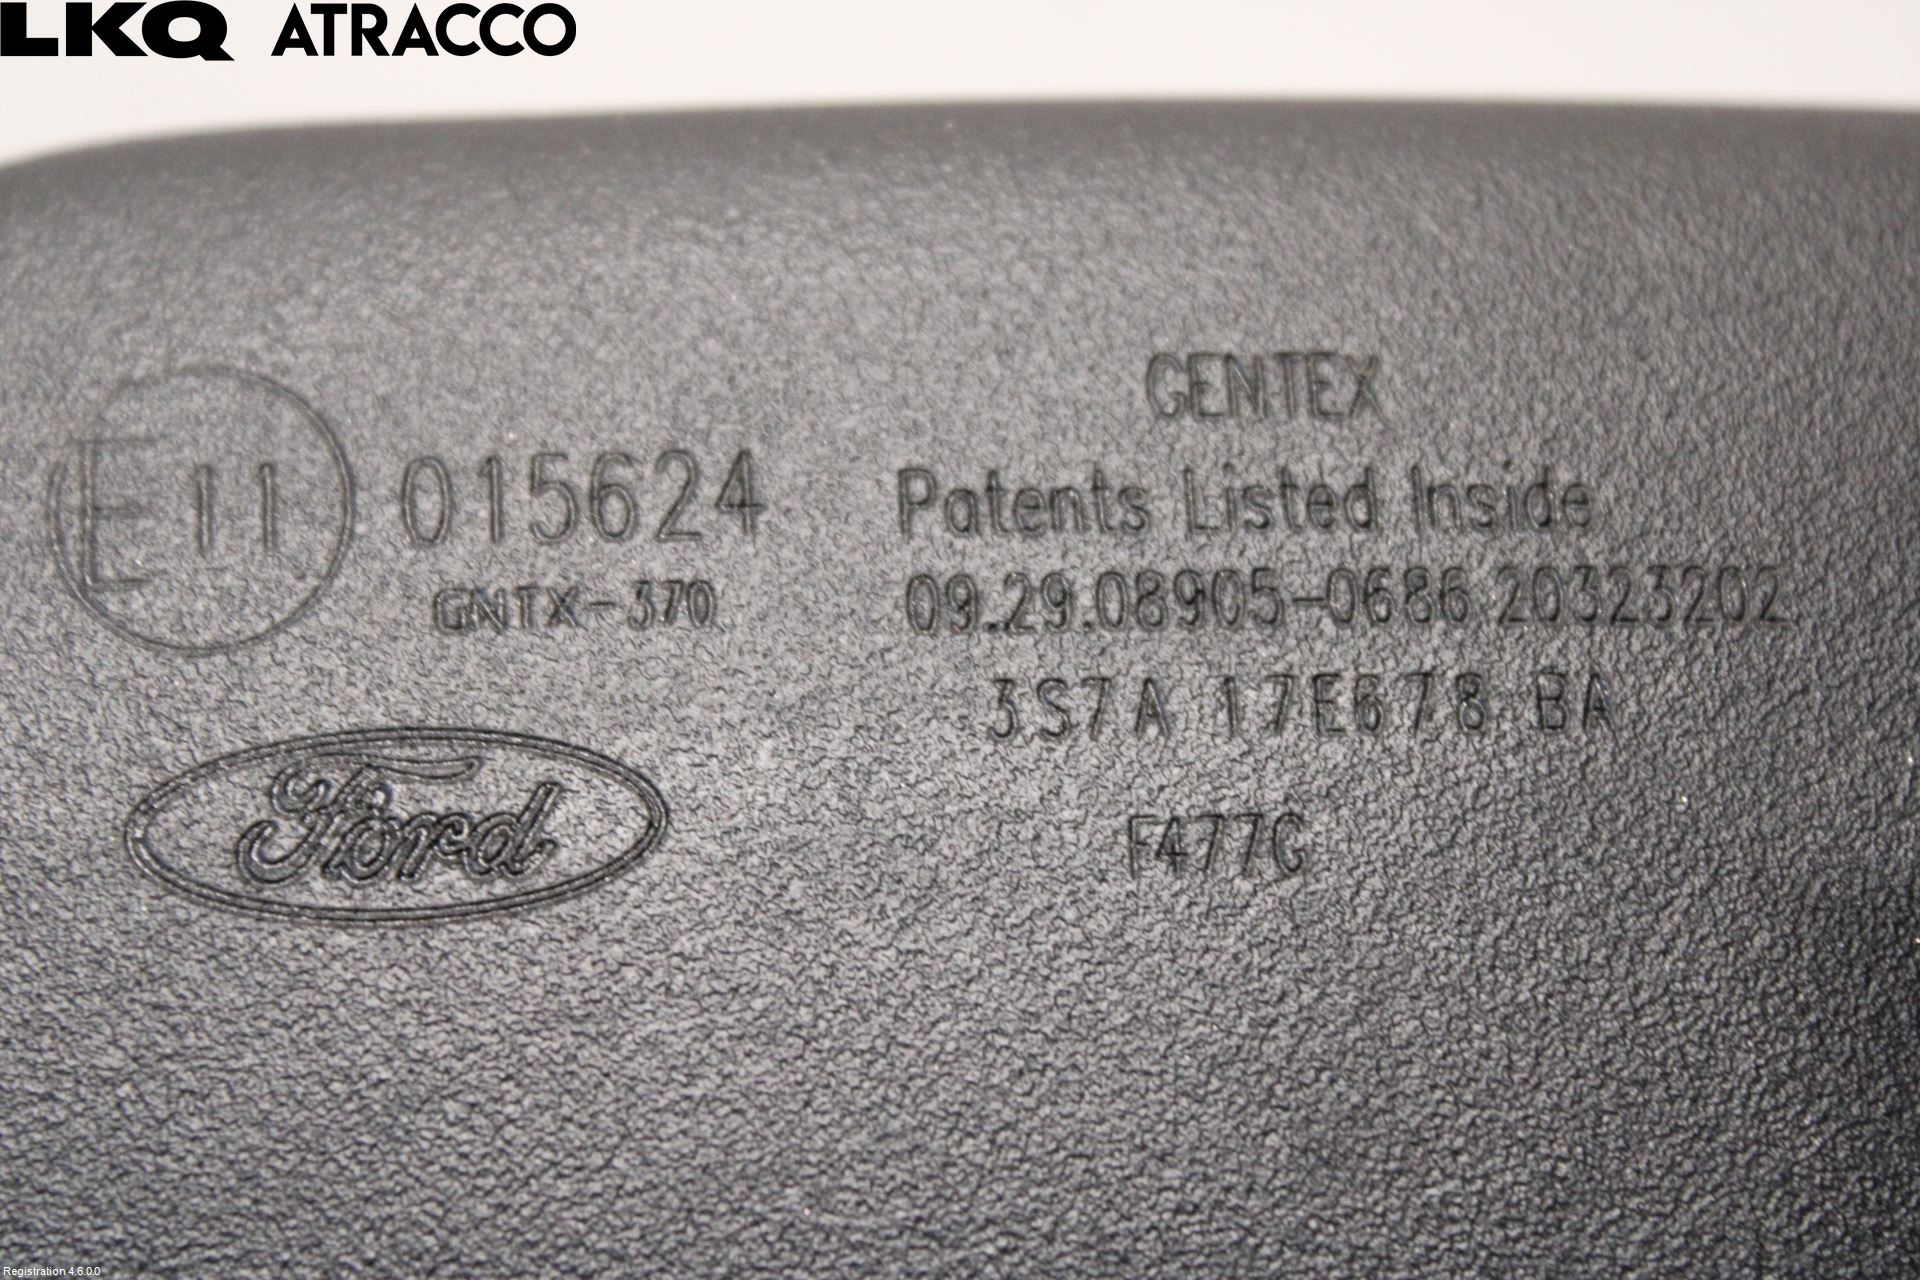 LKQ ATRACCO
GENTEX
E11 015624
Patents Listed Inside
GNTX-370
09.29.08905-0686 20323202
3S7A 17E678 BA
Ford
F477G
Registration 4.6.0.0